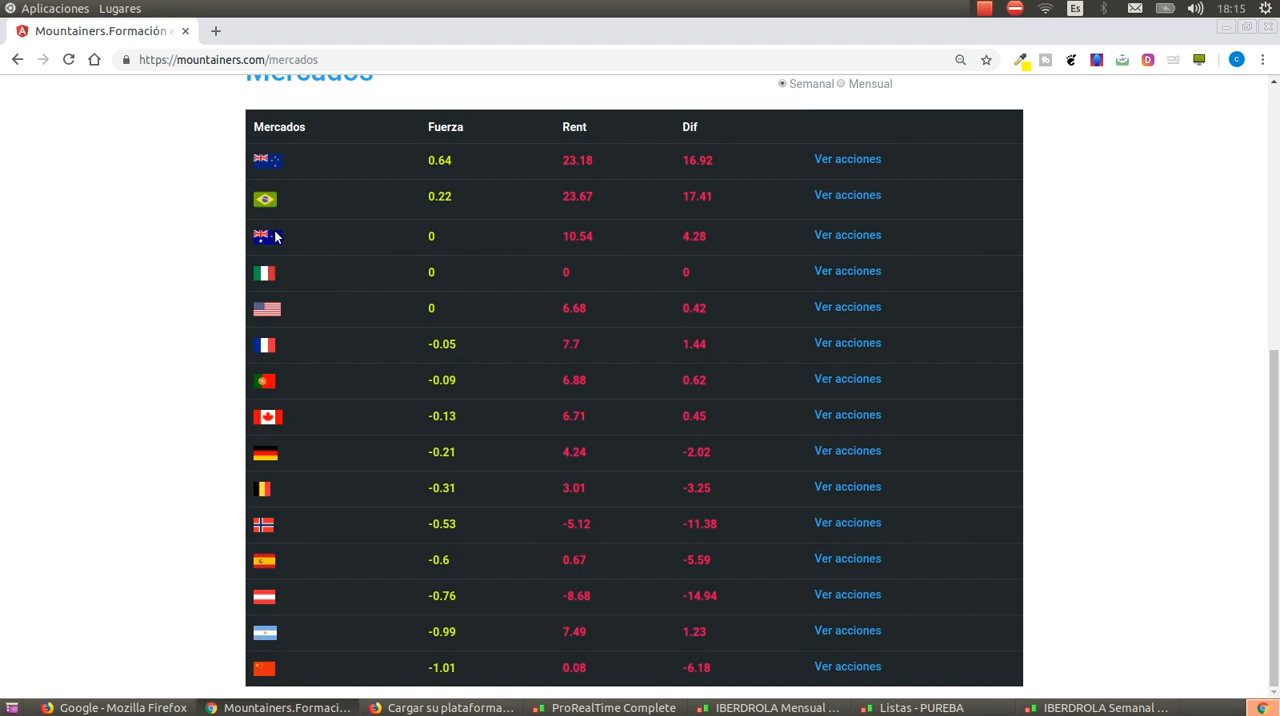 Aplicaciones Lugares
Es
18:15
Mountainers.Formación e
https://mountainers.com/mercados
Mercados
Semanal Mensual
Mercados Fuerza Rent Dif
0.64 23.18 16.92 Ver acciones
0.22 23.67 17.41 Ver acciones
0 10.54 4.28 Ver acciones
0 0 0 Ver acciones
0 6.68 0.42 Ver acciones
-0.05 7.7 1.44 Ver acciones
-0.09 6.88 0.62 Ver acciones
-0.13 6.71 0.45 Ver acciones
-0.21 4.24 -2.02 Ver acciones
-0.31 3.01 -3.25 Ver acciones
-0.53 -5.12 -11.38 Ver acciones
-0.6 0.67 -5.59 Ver acciones
-0.76 -8.68 -14.94 Ver acciones
-0.99 7.49 1.23 Ver acciones
-1.01 0.08 -6.18 Ver acciones
Google - Mozilla Firefox Mountainers.Formaci... Cargar su plataforma... ProRealTime Complete IBERDROLA Mensual ... Listas - PUREBA IBERDROLA Semanal ...